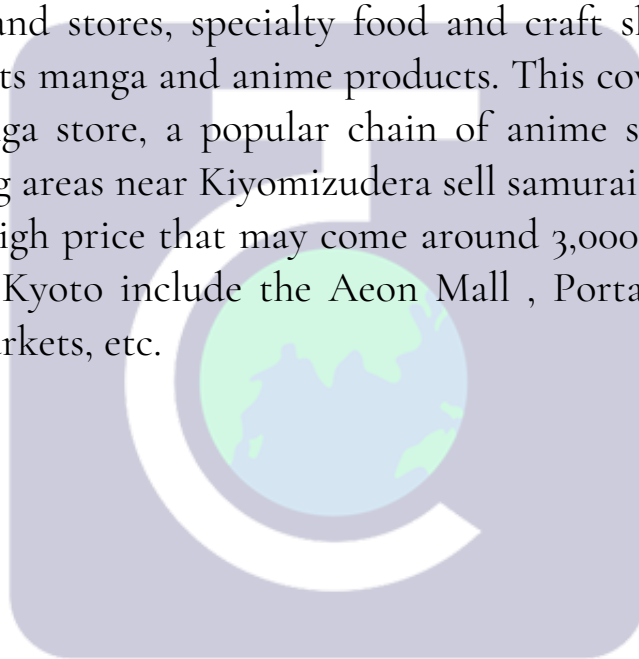 and stores, specialty food and craft
ts manga and anime products. This
ga store, a popular chain of anime
g areas near Kiyomizudera sell samurai
igh price that may come around 3,000
Kyoto include the Aeon Mall , Porta
rkets, etc.